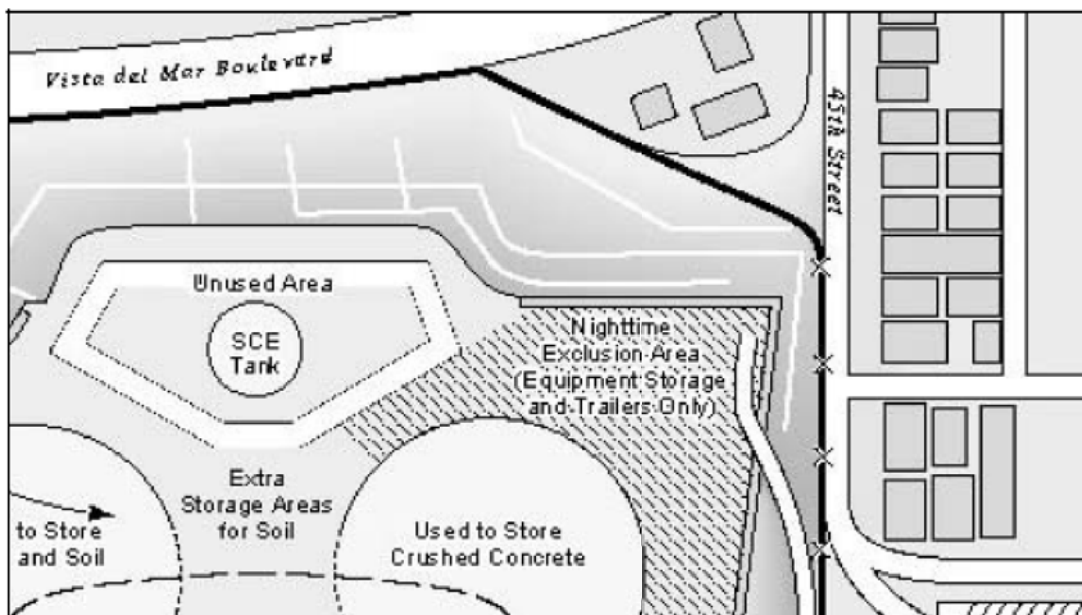 Vista del Mar Boulevard
45th Street
Unused Area
SCE
Tank
Nighttime
Exclusion Area
(Equipment Storage
and Trailers Only)
Extra
Storage Areas
for Soil
to Store
and Soil
Used to Store
Crushed Concrete